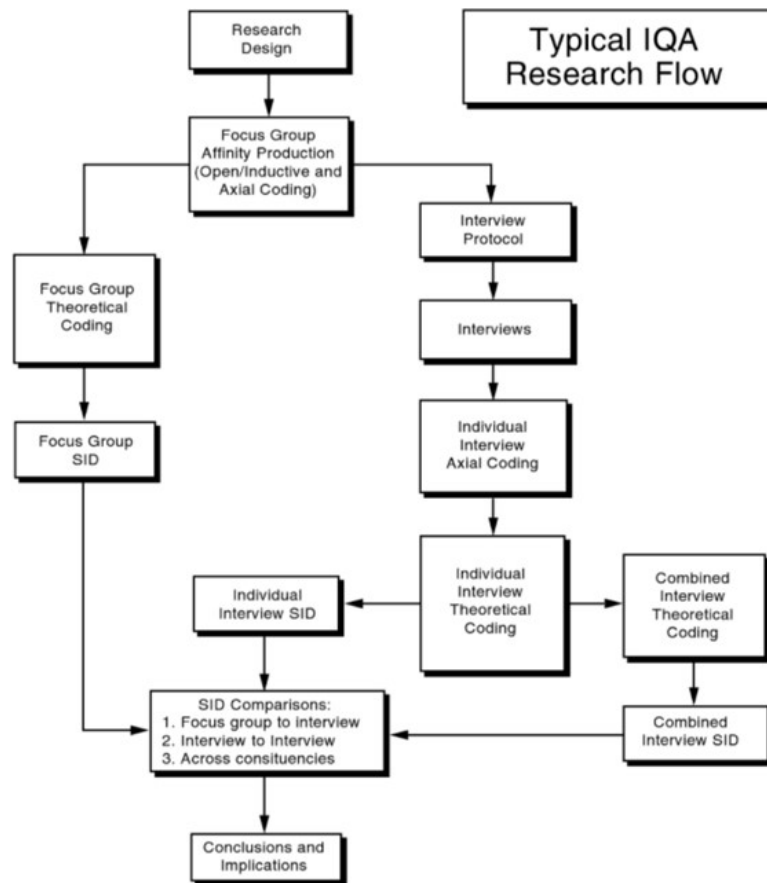 Typical IQA
Research Flow
Research
Design
Focus Group
Affinity Production
(Open/Inductive and
Axial Coding)
Interview
Protocol
Focus Group
Theoretical
Coding
Interviews
Focus Group
SID
Individual
Interview
Axial Coding
Individual
Interview SID
Individual
Interview
Theoretical
Coding
Combined
Interview
Theoretical
Coding
SID Comparisons:
1. Focus group to interview
2. Interview to Interview
3. Across consituencies
Combined
Interview SID
Conclusions and
Implications